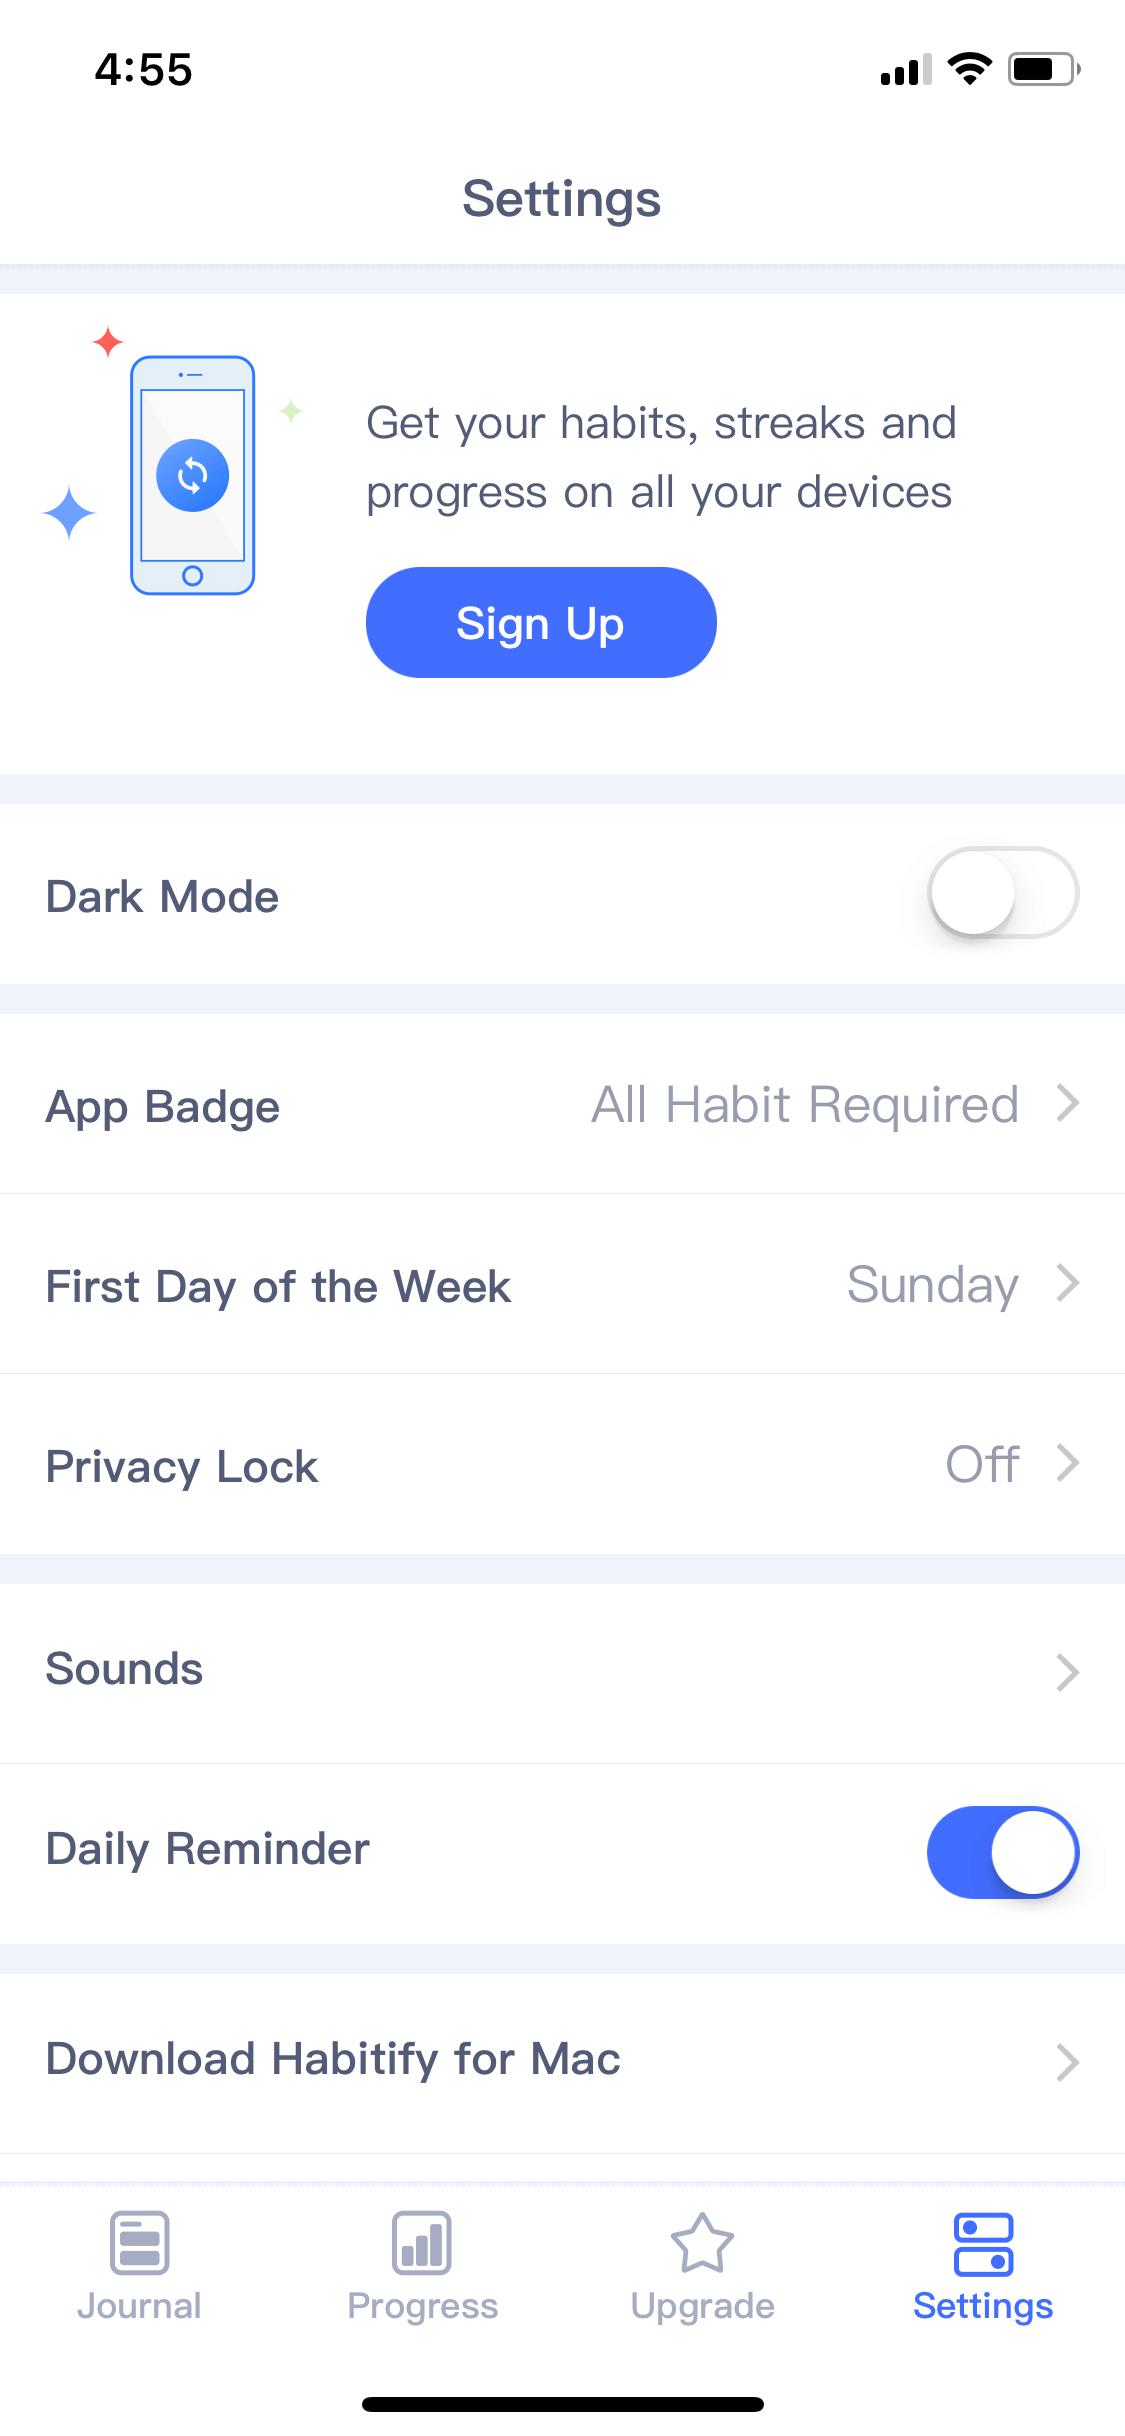 4:55
Settings
Get your habits, streaks and
progress on all your devices
Sign Up
Dark Mode
App Badge All Habit Required
First Day of the Week Sunday
Privacy Lock Off
Sounds
Daily Reminder
Download Habitify for Mac
Journal Progress Upgrade Settings